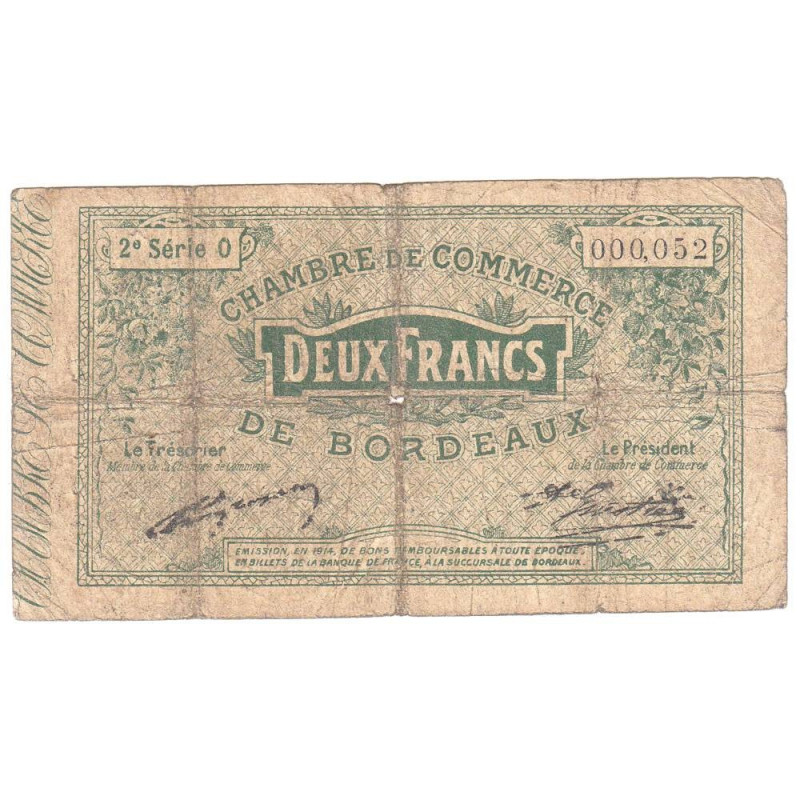 2e Série O
000,052
CHAMBRE DE COMMERCE
DEUX FRANCS
DE BORDEAUX
Le Trésorier
Membre de la Chambre de Commerce
Le Président
de la Chambre de Commerce
EMISSION, EN 1914, DE BONS REMBOURSABLES A TOUTE EPOQUE,
EN BILLETS DE LA BANQUE DE FRANCE, A LA SUCCURSALE DE BORDEAUX.